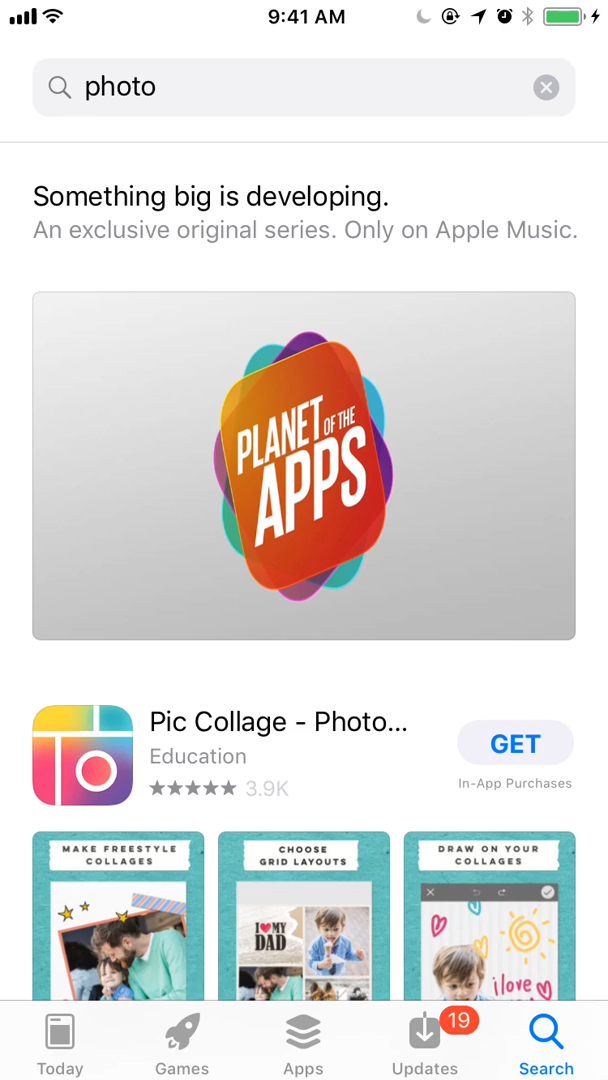 9:41 AM
photo
Something big is developing.
An exclusive original series. Only on Apple Music.
PLANET OF THE
APPS
Pic Collage - Photo...
GET
Education
In-App Purchases
3.9K
MAKE FREESTYLE
COLLAGES
CHOOSE
GRID LAYOUTS
I ♥ MY
DAD
DRAW ON YOUR
COLLAGES
i love
19
Today
Games
Apps
Updates
Search